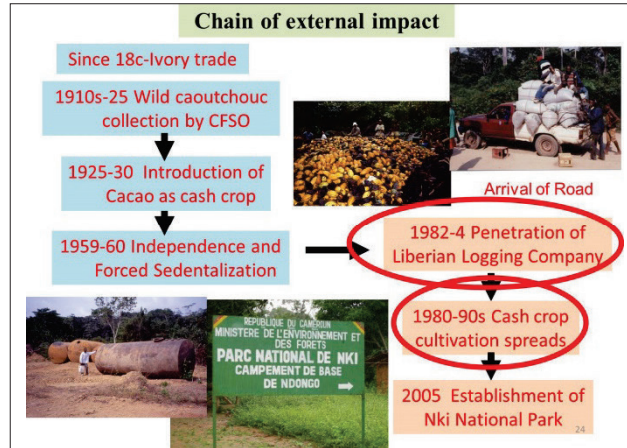 Chain of external impact
Since 18c-Ivory trade
1910s-25 Wild caoutchouc
collection by CFSO
1925-30 Introduction of
Cacao as cash crop
1959-60 Independence and
Forced Sedentalization
Arrival of Road
1982-4 Penetration of
Liberian Logging Company
1980-90s Cash crop
cultivation spreads
2005 Establishment of
Nki National Park
REPUBLIQUE DU CAMEROUN
MINISTERE DE L'ENVIRONNEMENT ET
DES FORETS
PARC NATIONAL DE NKI
CAMPEMENT DE BASE
DE NDONGO
24